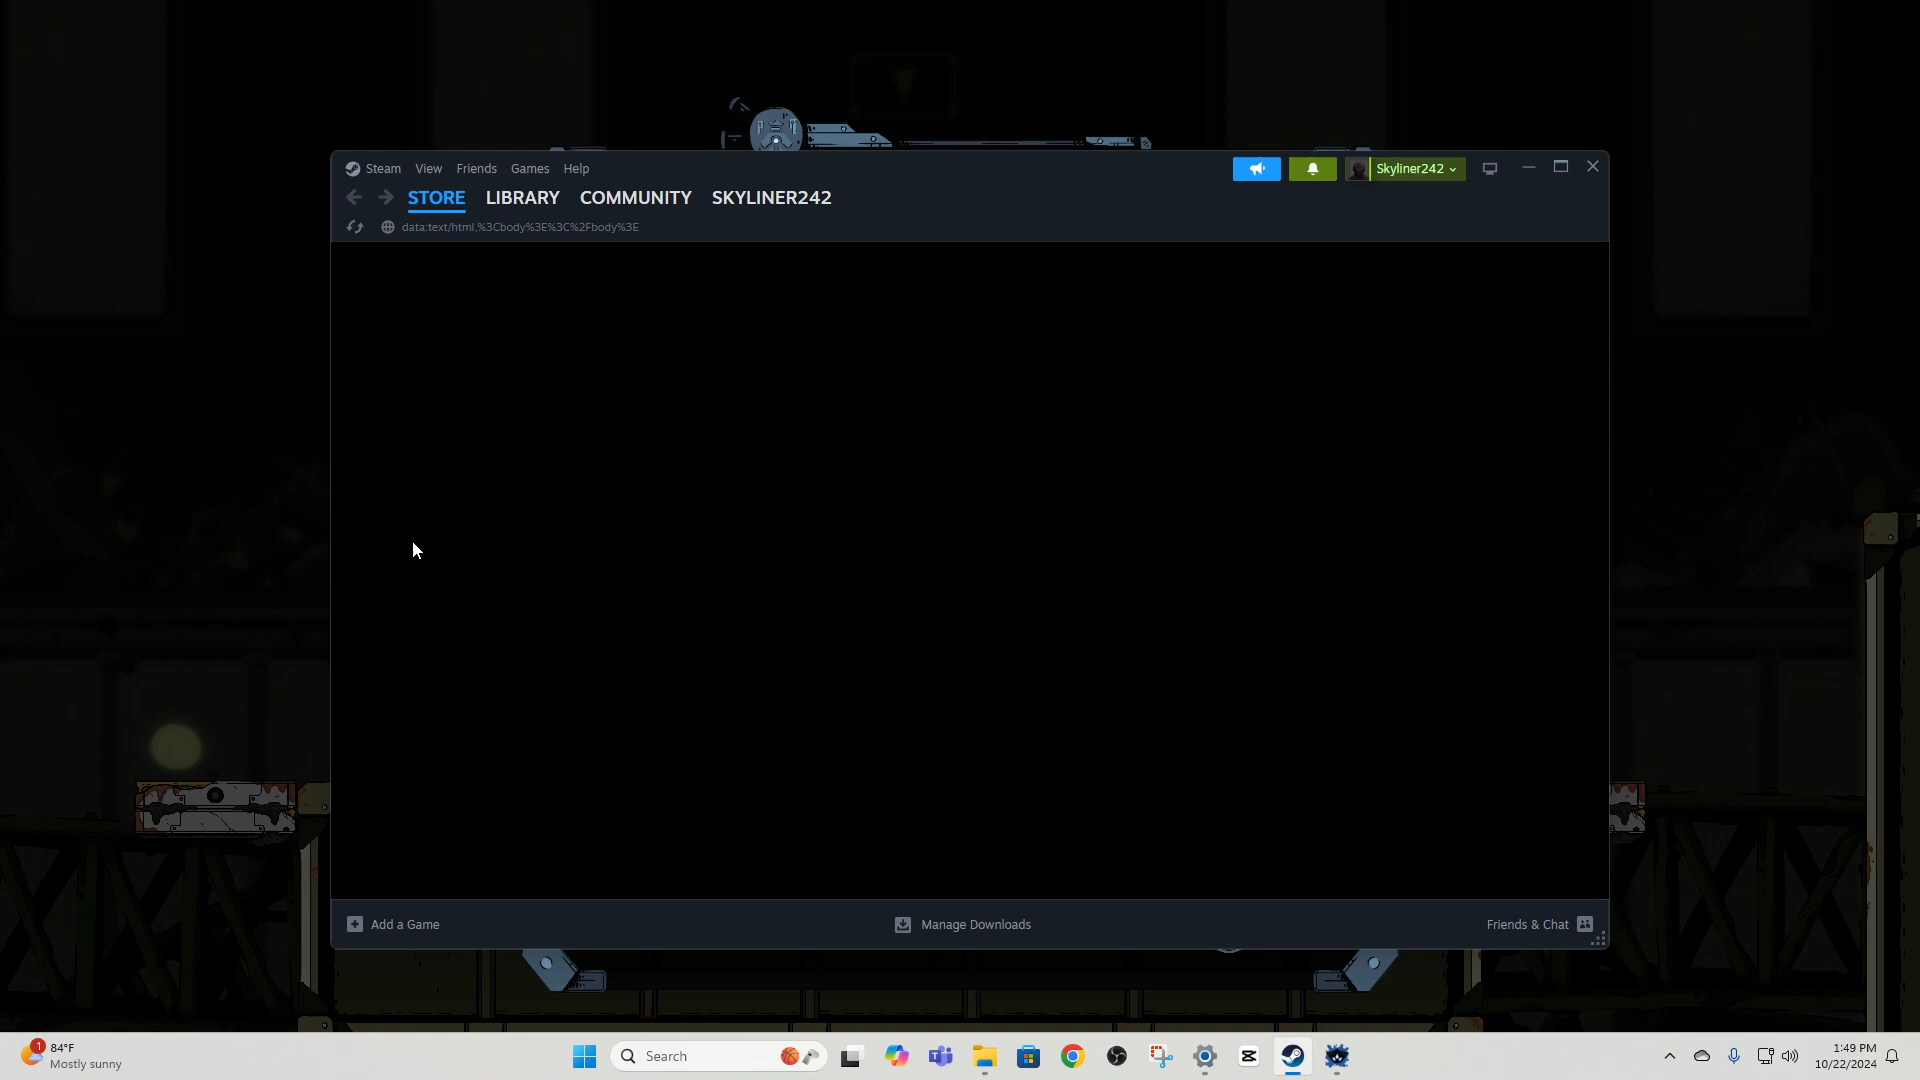 Steam View Friends Games Help Skyliner242
STORE LIBRARY COMMUNITY SKYLINER242
data:text/html,%3Cbody%3E%3C%2Fbody%3E
Add a Game Manage Downloads Friends & Chat
1 84°F
Mostly sunny
Search
1:49 PM
10/22/2024